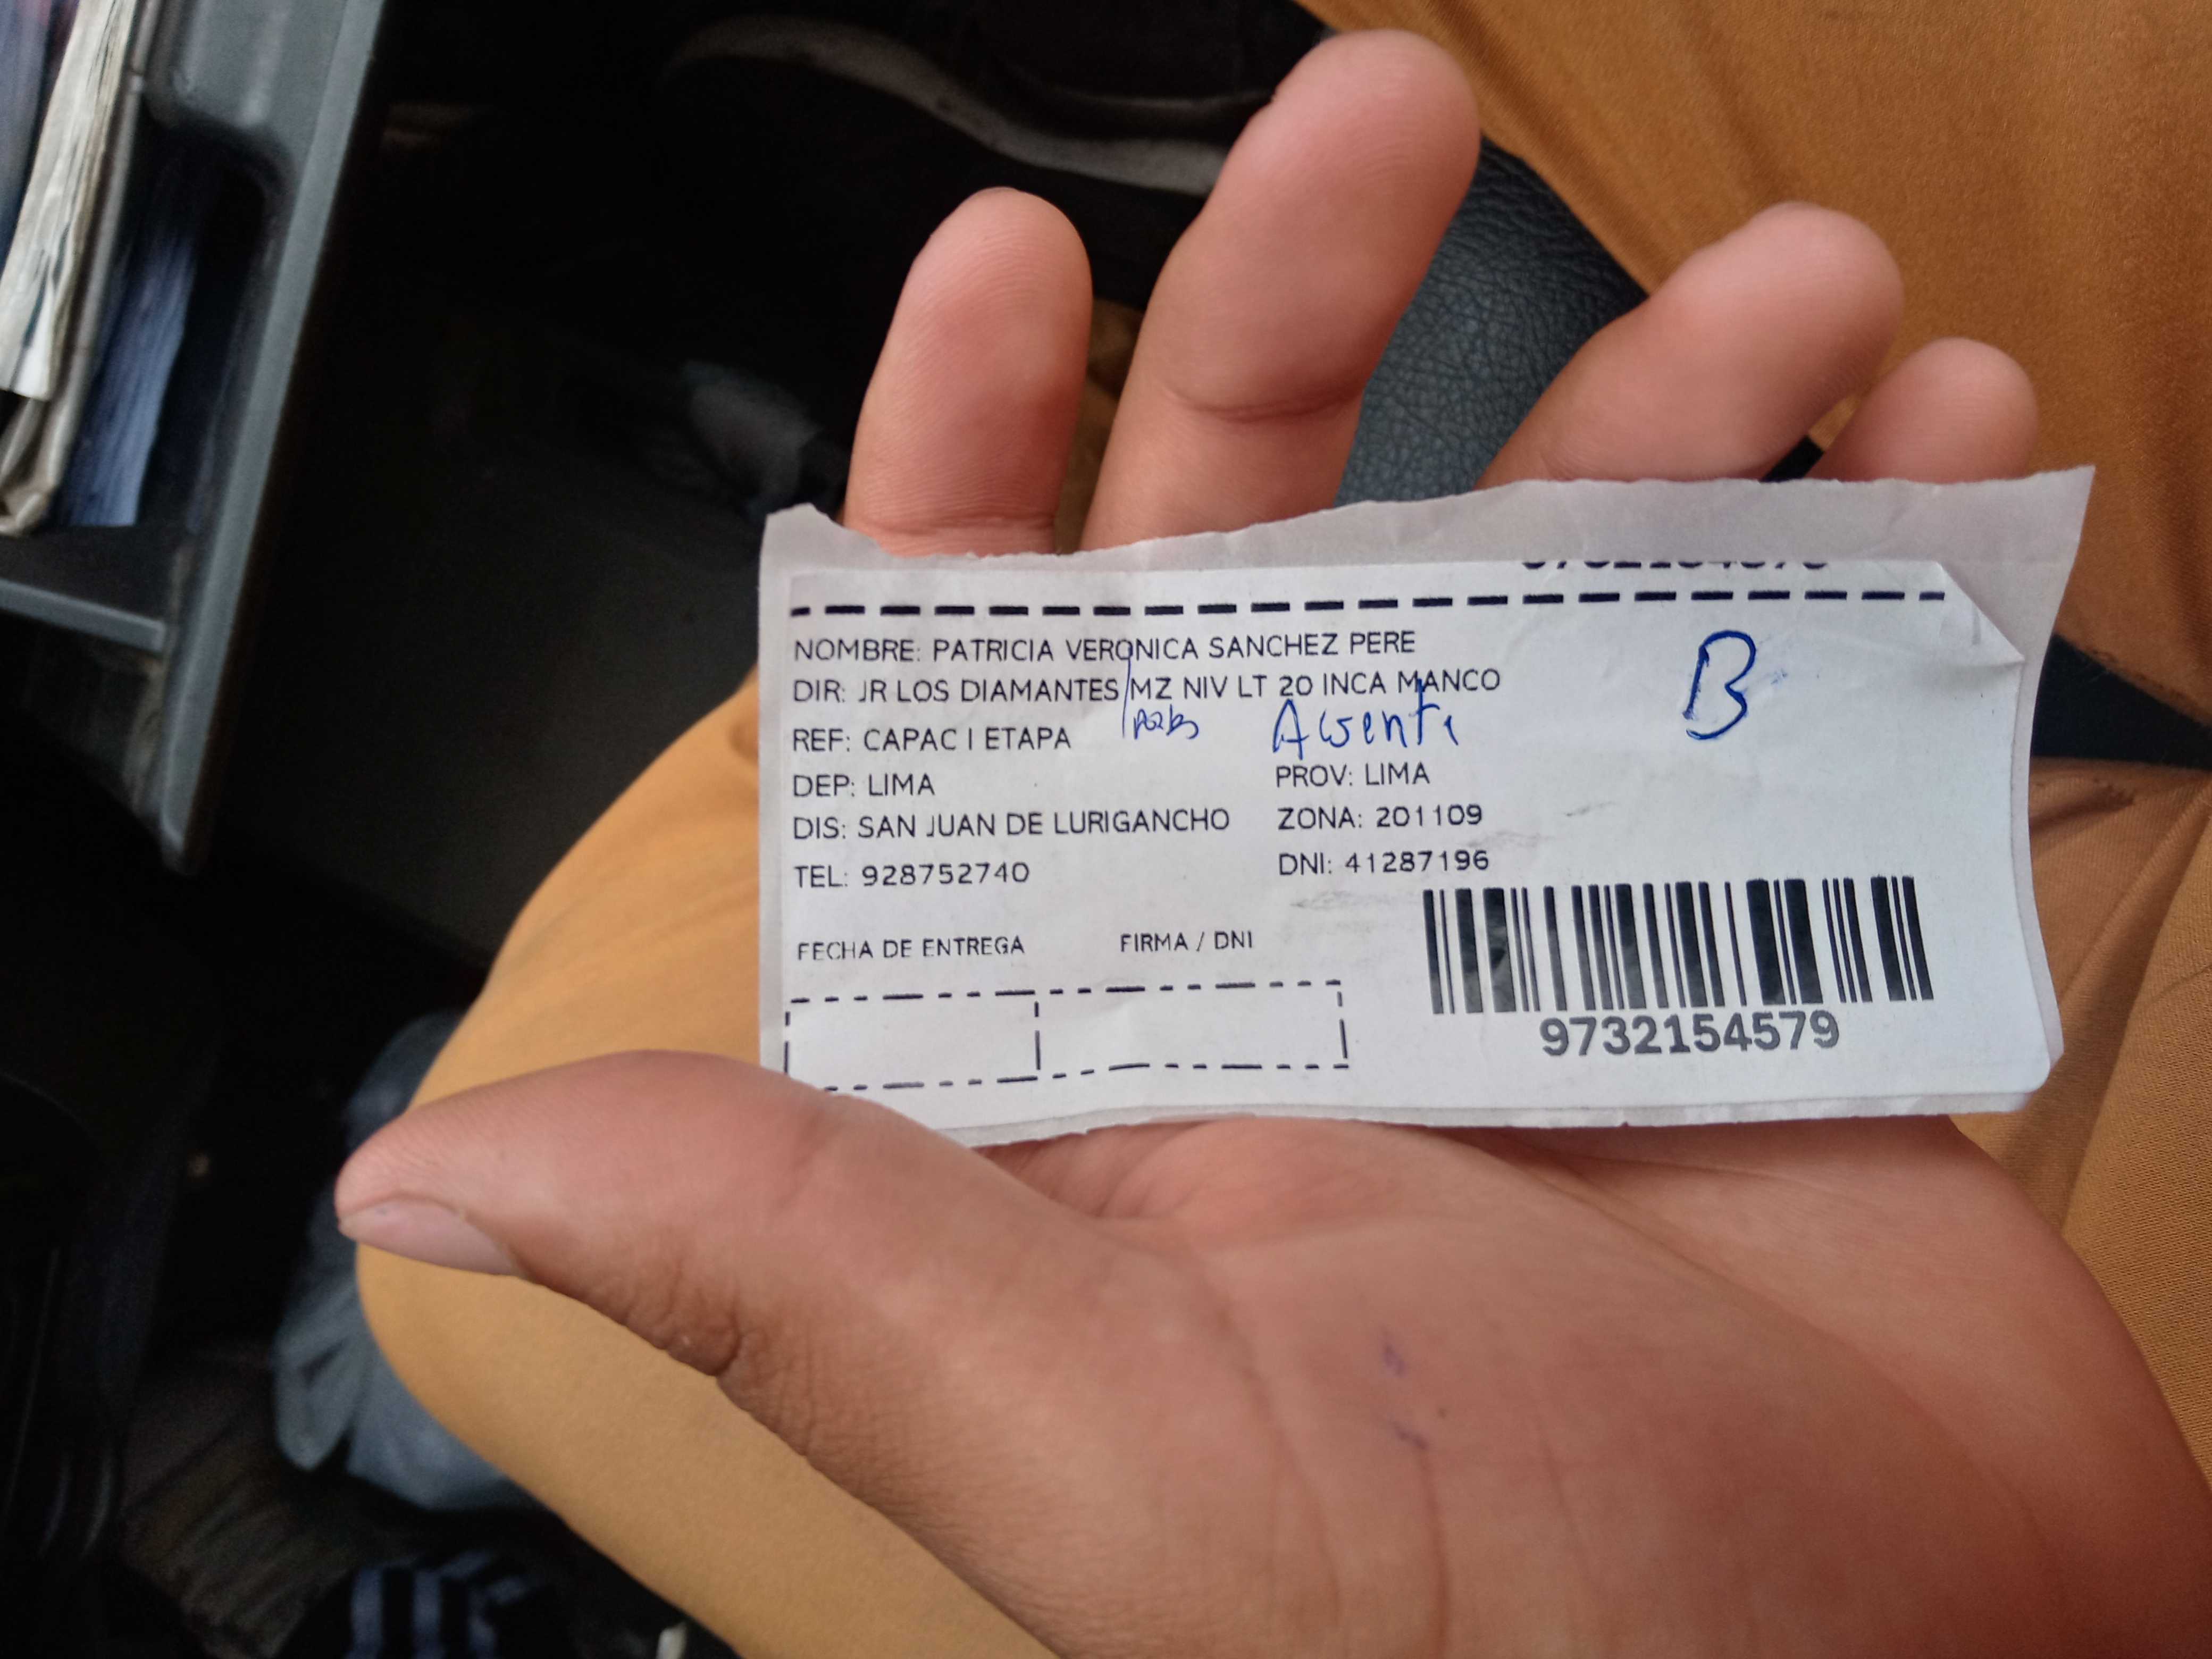 NOMBRE: PATRICIA VERONICA SANCHEZ PERE
B
DIR: JR LOS DIAMANTES MZ NIV LT 20 INCA MANCO
Ausente
REF: CAPAC I ETAPA
DEP: LIMA PROV: LIMA
DIS: SAN JUAN DE LURIGANCHO ZONA: 201109
TEL: 928752740 DNI: 41287196
FECHA DE ENTREGA FIRMA / DNI
9732154579